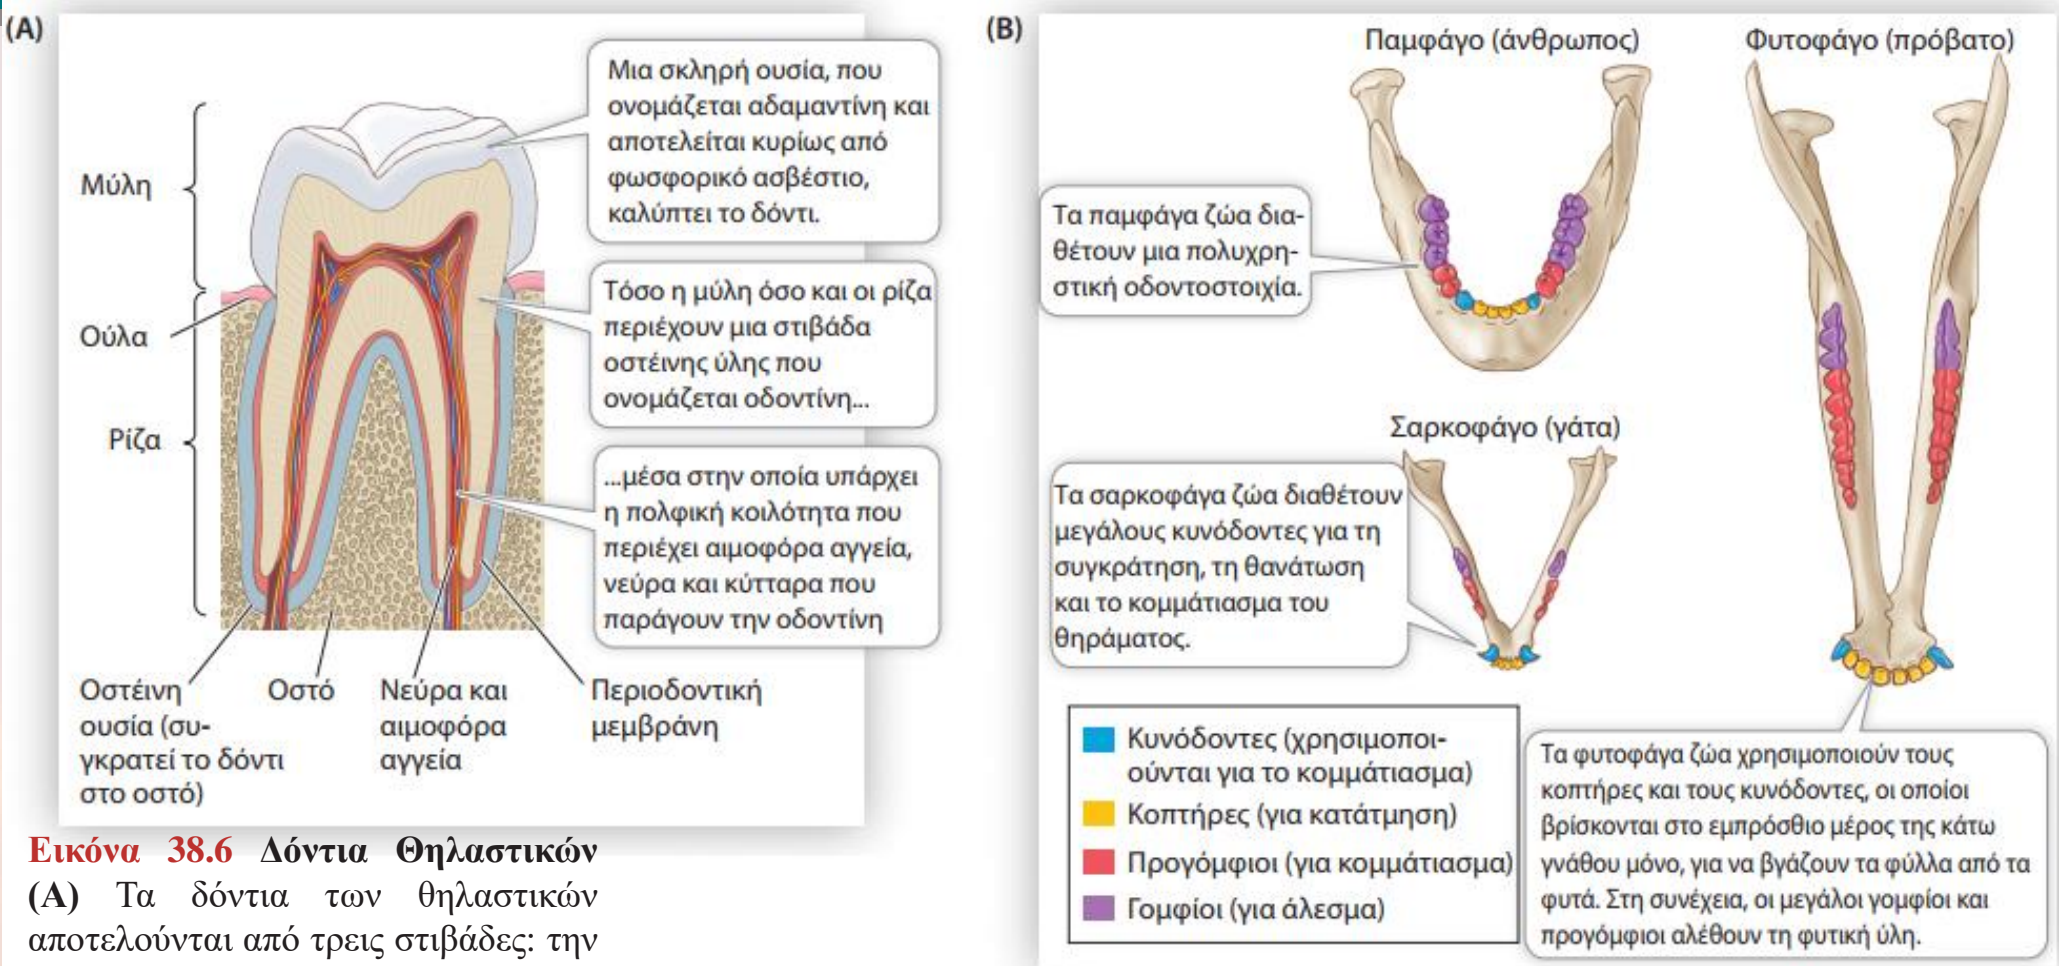 (A)
Μια σκληρή ουσία, που
ονομάζεται αδαμαντίνη και
αποτελείται κυρίως από
φωσφορικό ασβέστιο,
καλύπτει το δόντι.
Μύλη
Τόσο η μύλη όσο και οι ρίζα
περιέχουν μια στιβάδα
οστέινης ύλης που
ονομάζεται οδοντίνη...
Ούλα
Ρίζα
...μέσα στην οποία υπάρχει
η πολφική κοιλότητα που
περιέχει αιμοφόρα αγγεία,
νεύρα και κύτταρα που
παράγουν την οδοντίνη
Οστέινη
ουσία (συ-
γκρατεί το δόντι
στο οστό)
Οστό
Νεύρα και
αιμοφόρα
αγγεία
Περιοδοντική
μεμβράνη
Εικόνα 38.6 Δόντια Θηλαστικών
(A) Τα δόντια των θηλαστικών
αποτελούνται από τρεις στιβάδες: την
(B)
Παμφάγο (άνθρωπος)
Φυτοφάγο (πρόβατο)
Τα παμφάγα ζώα δια-
θέτουν μια πολυχρη-
στική οδοντοστοιχία.
Σαρκοφάγο (γάτα)
Τα σαρκοφάγα ζώα διαθέτουν
μεγάλους κυνόδοντες για τη
συγκράτηση, τη θανάτωση
και το κομμάτιασμα του
θηράματος.
Κυνόδοντες (χρησιμοποι-
ούνται για το κομμάτιασμα)
Κοπτήρες (για κατάτμηση)
Προγόμφιοι (για κομμάτιασμα)
Γομφίοι (για άλεσμα)
Τα φυτοφάγα ζώα χρησιμοποιούν τους
κοπτήρες και τους κυνόδοντες, οι οποίοι
βρίσκονται στο εμπρόσθιο μέρος της κάτω
γνάθου μόνο, για να βγάζουν τα φύλλα από τα
φυτά. Στη συνέχεια, οι μεγάλοι γομφίοι και
προγόμφιοι αλέθουν τη φυτική ύλη.